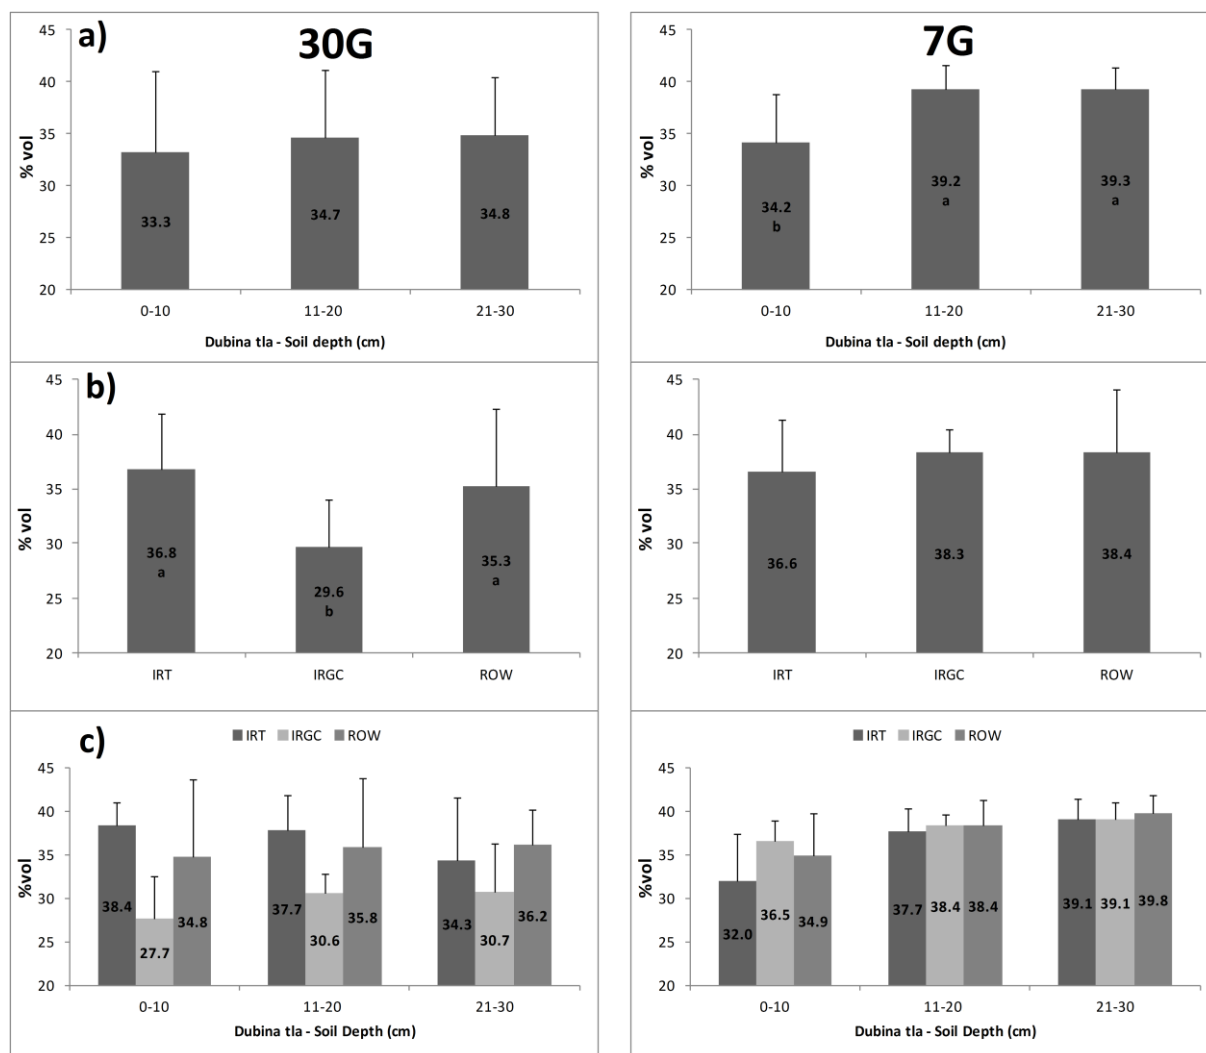 a)
30G
% vol
45
40
35
30
25
20
33.3
34.7
34.8
0-10
11-20
21-30
Dubina tla - Soil depth (cm)
7G
% vol
45
40
35
30
25
20
34.2
b
39.2
a
39.3
a
0-10
11-20
21-30
Dubina tla - Soil depth (cm)
b)
% vol
45
40
35
30
25
20
36.8
a
29.6
b
35.3
a
IRT
IRGC
ROW
% vol
45
40
35
30
25
20
36.6
38.3
38.4
IRT
IRGC
ROW
c)
IRT IRGC ROW
%vol
45
40
35
30
25
20
38.4
27.7
34.8
37.7
30.6
35.8
34.3
30.7
36.2
0-10
11-20
21-30
Dubina tla - Soil Depth (cm)
IRT IRGC ROW
%vol
45
40
35
30
25
20
32.0
36.5
34.9
37.7
38.4
38.4
39.1
39.1
39.8
0-10
11-20
21-30
Dubina tla - Soil Depth (cm)